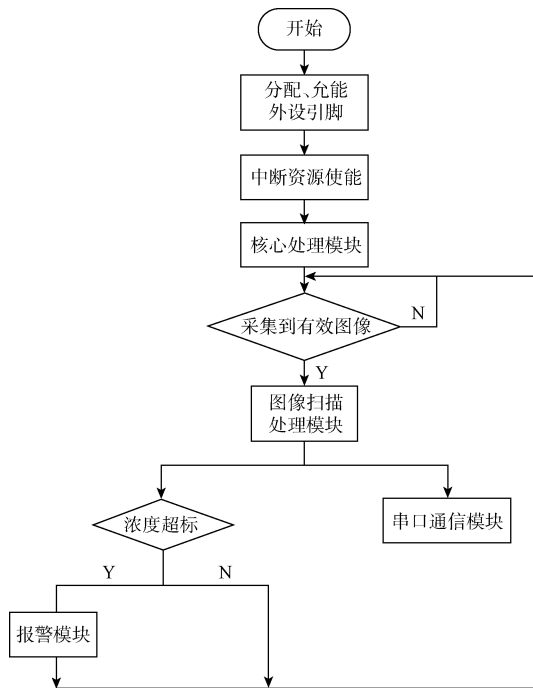 开始
分配、允能
外设引脚
中断资源使能
核心处理模块
采集到有效图像
N
Y
图像扫描
处理模块
浓度超标
串口通信模块
Y
N
报警模块